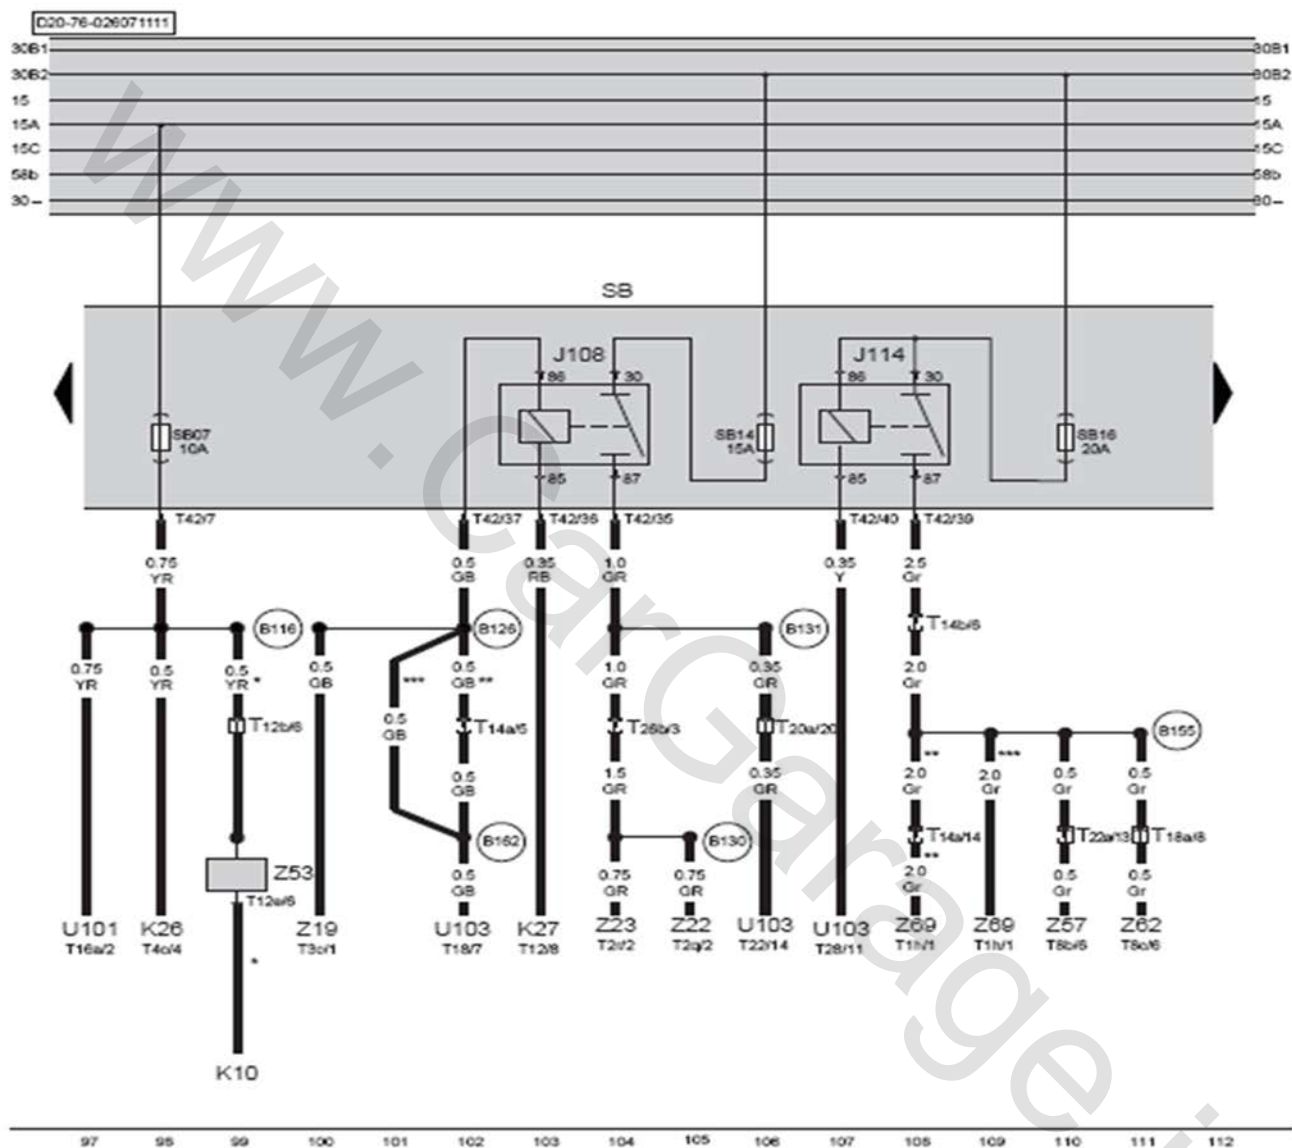 D20-76-026071111
30B1 30B1
30B2 30B2
15 15
15A 15A
15C 15C
58b 58b
30 30
SB
J108 J114
86 30 86 30
SB07 SB14 SB16
10A 15A 20A
85 87 85 87
T42/7 T42/37 T42/36 T42/35 T42/40 T42/39
0.75 0.5 0.35 1.0 0.35 2.5
YR GB RB GR Y Gr
B116 B126 B131 T14b/6
0.75 0.5 0.5 0.5 0.5 1.0 0.35 2.0
YR YR YR * GB *** GB ** GR GR Gr
0.5
GB
T12b/6 T14a/5 T26b/3 T20a/20 B155
** ***
0.5 1.5 0.35 2.0 2.0 0.5 0.5
GB GR GR Gr Gr Gr Gr
B162 B130 T14a/14 T22a/13 T18a/8
**
Z53
T12e/6
0.5 0.75 0.75 2.0 0.5 0.5
GB GR GR Gr Gr Gr
U101 K26 Z19 U103 K27 Z23 Z22 U103 U103 Z69 Z69 Z57 Z62
T16a/2 T4c/4 T3c/1 T18/7 T12/8 T2r/2 T2q/2 T22/14 T28/11 T1h/1 T1h/1 T8b/6 T8c/6
*
K10
97 98 99 100 101 102 103 104 105 106 107 108 109 110 111 112
www.carGarage.i